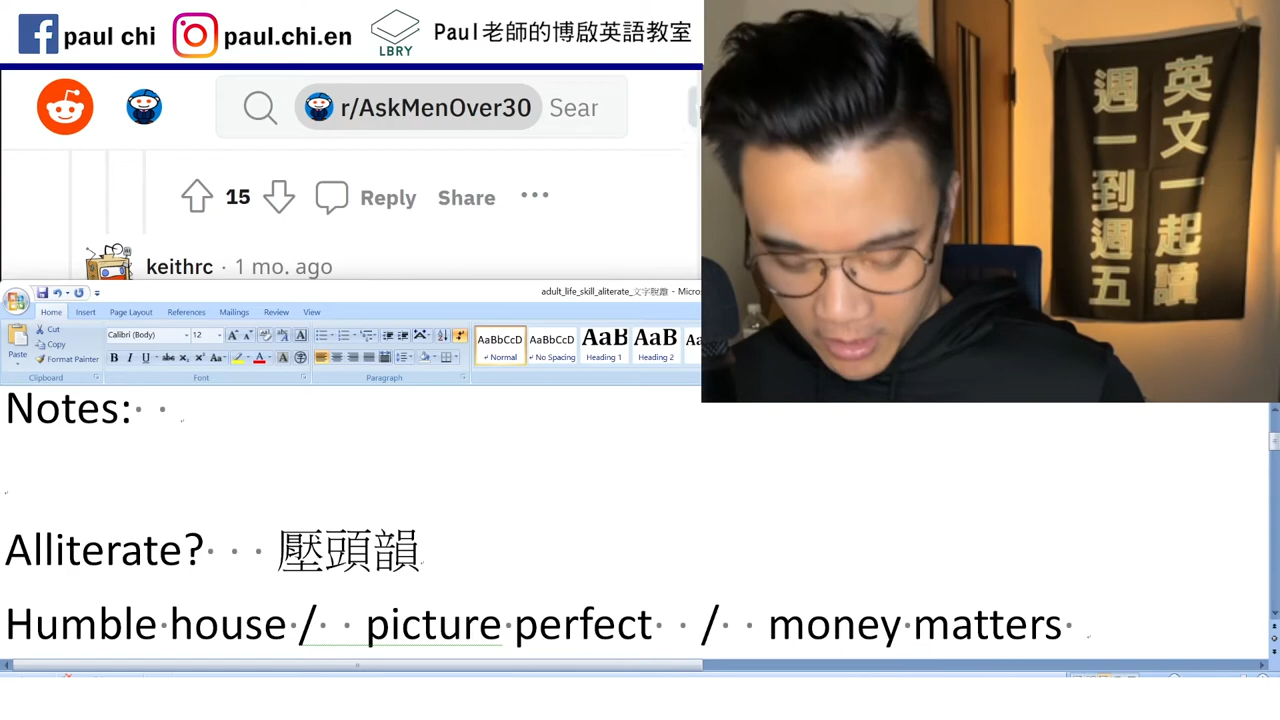 paul chi
paul.chi.en
LBRY
Paul老師的博啟英語教室
r/AskMenOver30 Sear
15
Reply
Share
keithrc · 1 mo. ago
adult_life_skill_aliterate_文字稅離 - Micros
Home
Insert
Page Layout
References
Mailings
Review
View
Paste
Cut
Copy
Format Painter
Calibri (Body)
12
AaBbCcD
AaBbCcD
AaBb
AaBbC
↵ Normal
No Spacing
Heading 1
Heading 2
Clipboard
Font
Paragraph
Notes:
Alliterate? 壓頭韻
Humble house / picture perfect / money matters
英文一起讀
週一到週五